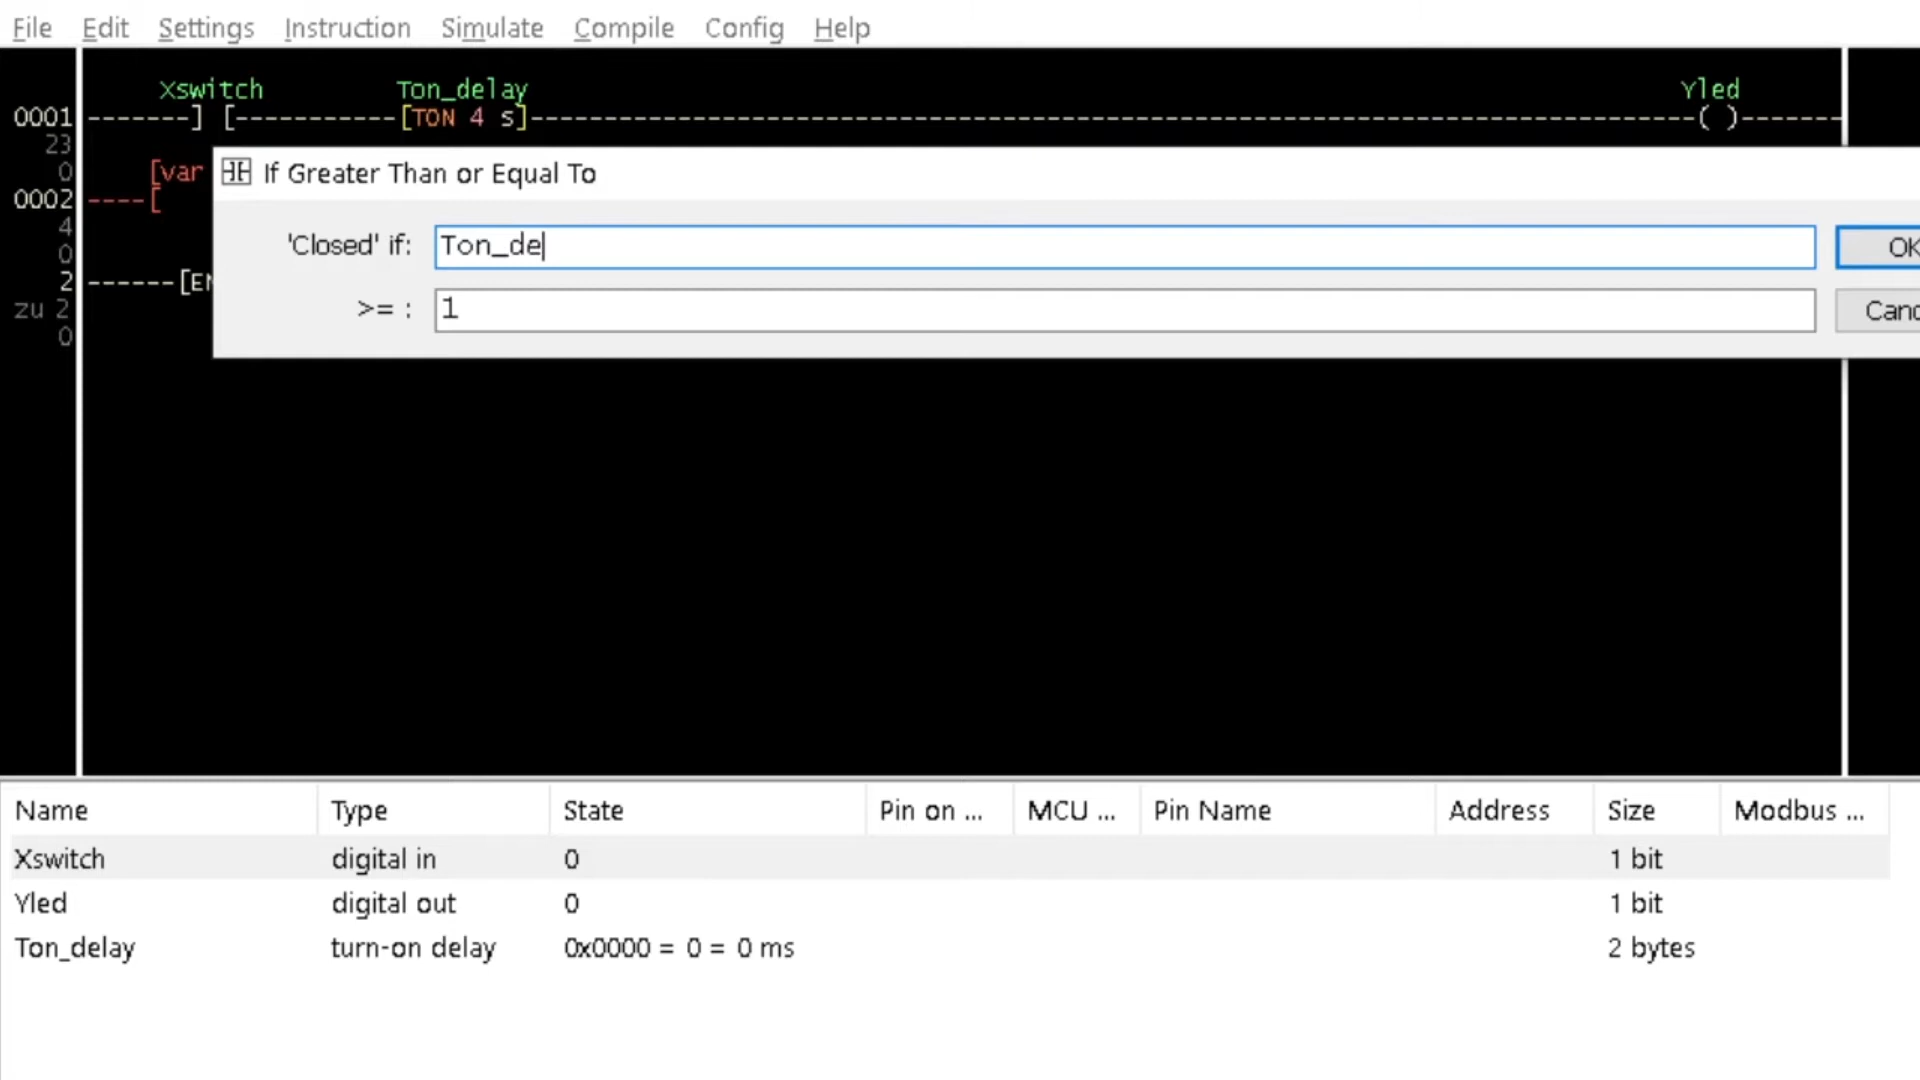 File Edit Settings Instruction Simulate Compile Config Help
Xswitch Ton_delay Yled
0001 -------] [-----------[TON 4 s]----------( )-------
23
0 [var
0002 ----[
4
0
2 ------[EN
zu 2
0
If Greater Than or Equal To
'Closed' if: Ton_de
>= : 1
OK
Canc
Name Type State Pin on ... MCU ... Pin Name Address Size Modbus ...
Xswitch digital in 0 1 bit
Yled digital out 0 1 bit
Ton_delay turn-on delay 0x0000 = 0 = 0 ms 2 bytes